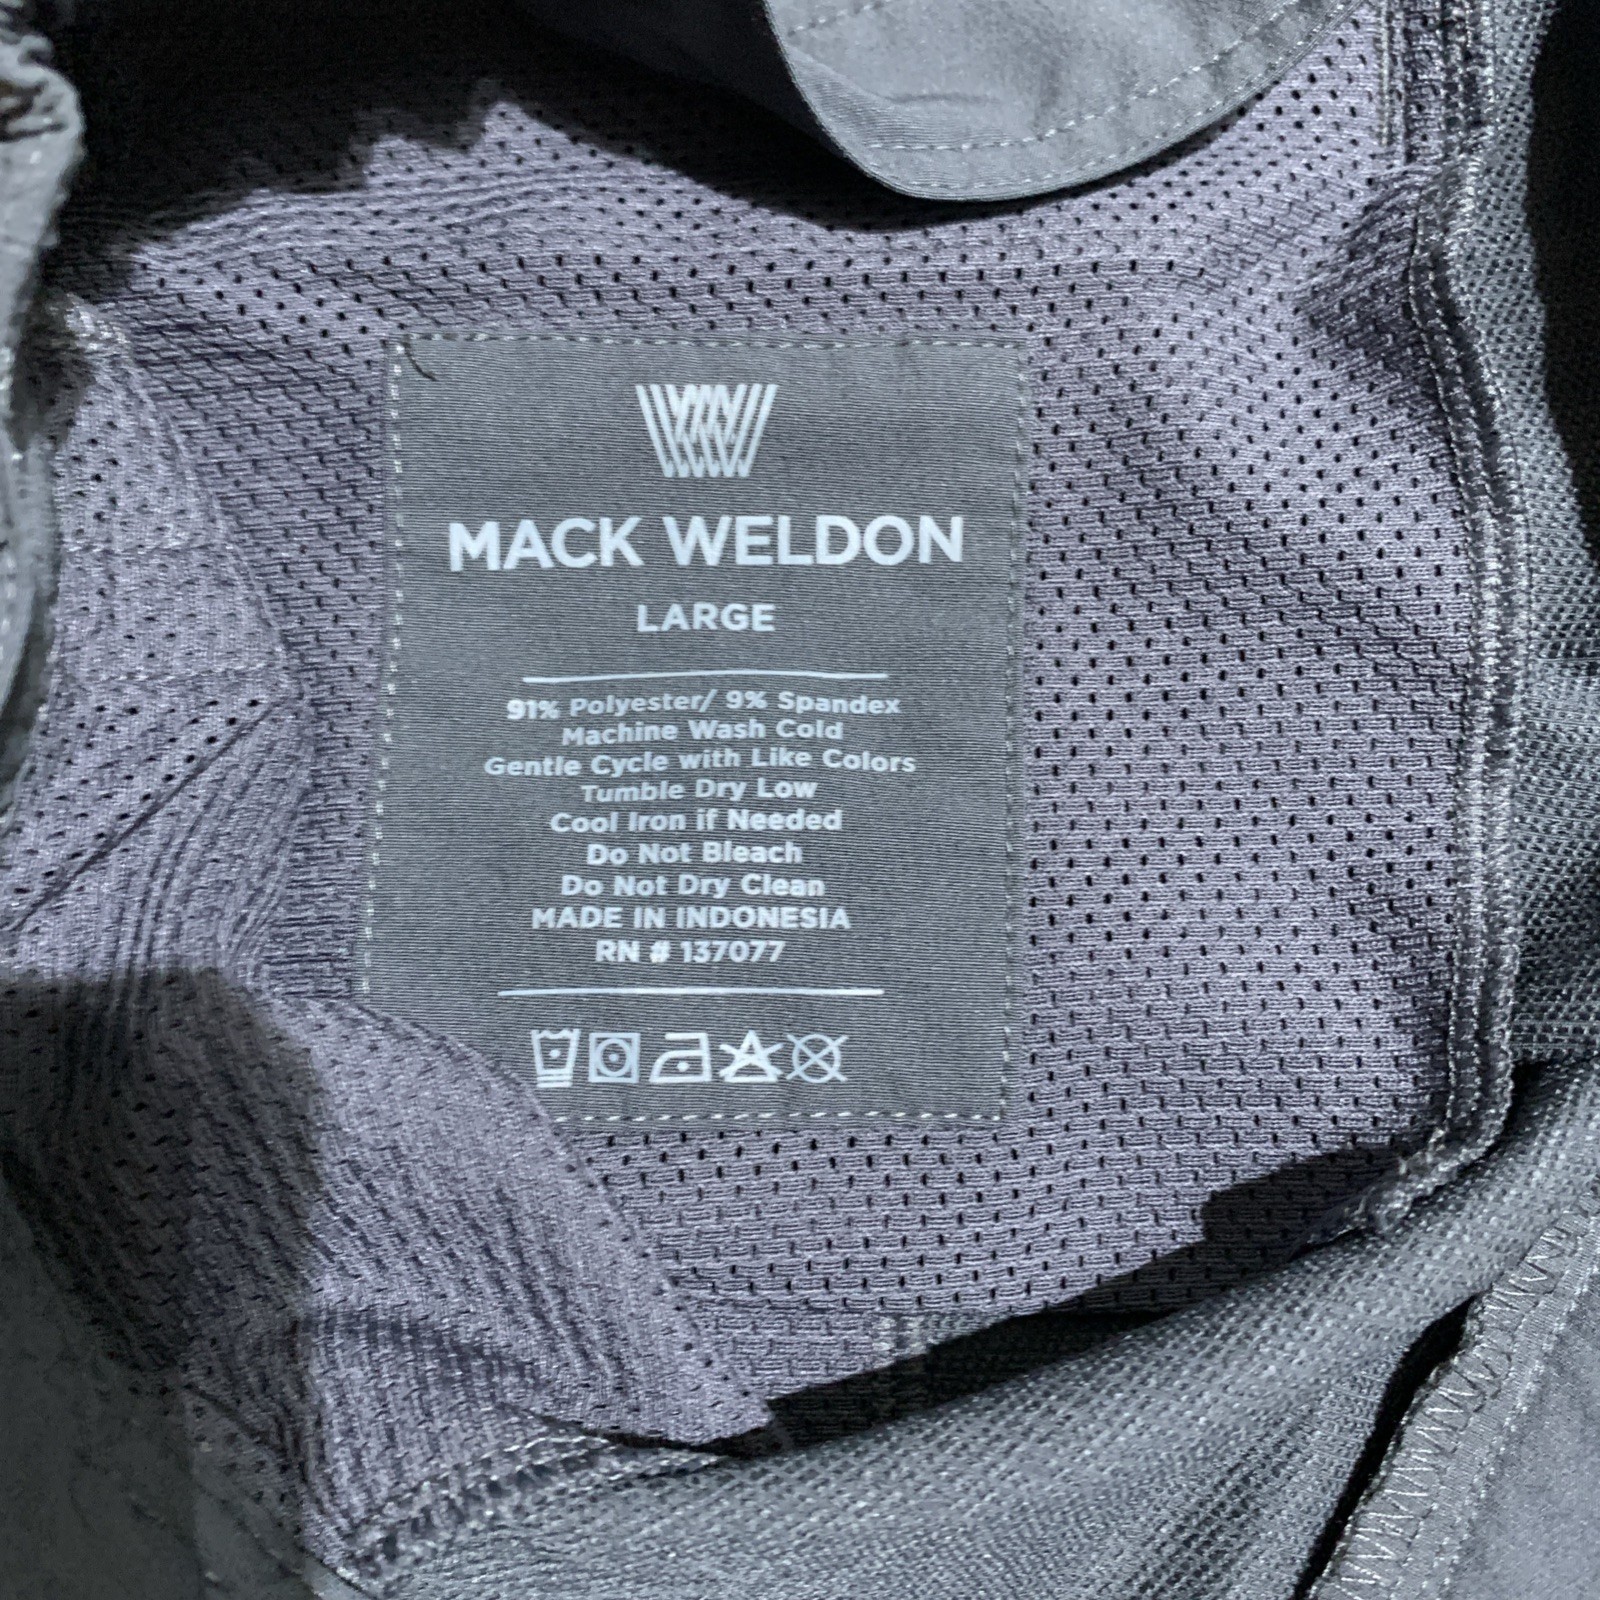 MACK WELDON
LARGE
91% Polyester/ 9% Spandex
Machine Wash Cold
Gentle Cycle with Like Colors
Tumble Dry Low
Cool Iron if Needed
Do Not Bleach
Do Not Dry Clean
MADE IN INDONESIA
RN # 137077